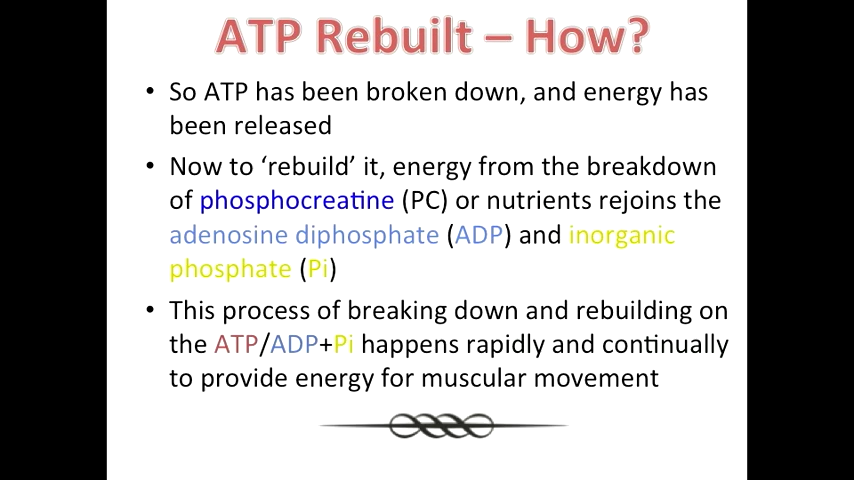 ATP Rebuilt – How?
• So ATP has been broken down, and energy has
been released
• Now to ‘rebuild’ it, energy from the breakdown
of phosphocreatine (PC) or nutrients rejoins the
adenosine diphosphate (ADP) and inorganic
phosphate (Pi)
• This process of breaking down and rebuilding on
the ATP/ADP+Pi happens rapidly and continually
to provide energy for muscular movement